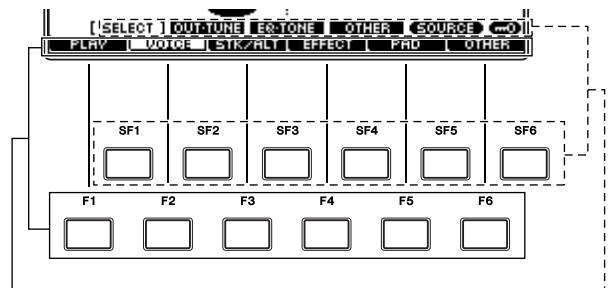 [SELECT] OUT-TUNE EQ-TONE OTHER SOURCE
PLAY VOICE STK/ALT EFFECT PAD OTHER
SF1 SF2 SF3 SF4 SF5 SF6
F1 F2 F3 F4 F5 F6